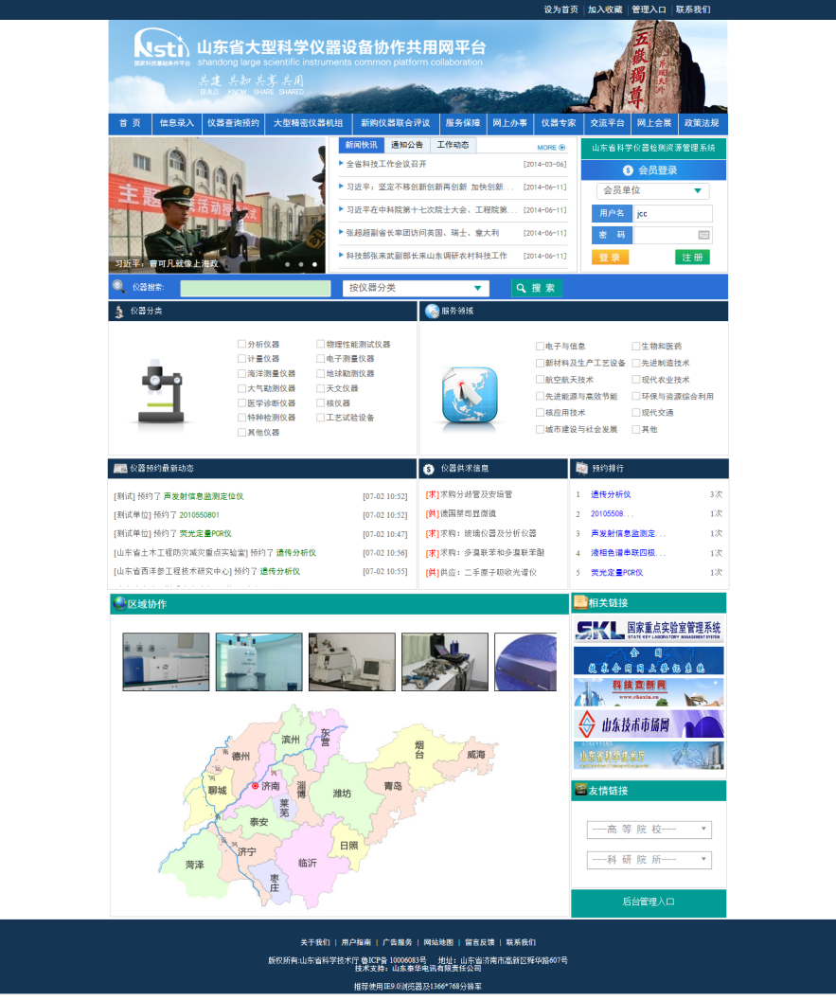 设为首页 | 加入收藏 | 管理入口 | 联系我们
Nsti
国家科技基础条件平台
山东省大型科学仪器设备协作共用网平台
shandong large scientific instruments common platform collaboration
共建 共知 共享 共用
BUILD KNOW SHARE SHARED
五嶽獨尊
昂頭天外
首 页 信息录入 仪器查询预约 大型精密仪器机组 新购仪器联合评议 服务保障 网上办事 仪器专家 交流平台 网上会展 政策法规
习近平：曹可凡就像上海政...
新闻快讯 通知公告 工作动态 MORE
全省科技工作会议召开 [2014-03-06]
习近平：坚定不移创新创新再创新 加快创新... [2014-06-11]
习近平在中科院第十七次院士大会、工程院第... [2014-06-11]
张超超副省长率团访问英国、瑞士、意大利 [2014-06-11]
科技部张来武副部长来山东调研农村科技工作 [2014-06-11]
山东省科学仪器检测资源管理系统
会员登录
会员单位
用户名 jcc
密 码
登 录 注 册
仪器搜索: 按仪器分类 搜 索
仪器分类
分析仪器 物理性能测试仪器
计量仪器 电子测量仪器
海洋测量仪器 地球勘测仪器
大气勘测仪器 天文仪器
医学诊断仪器 核仪器
特种检测仪器 工艺试验设备
其他仪器
服务领域
电子与信息 生物和医药
新材料及生产工艺设备 先进制造技术
航空航天技术 现代农业技术
先进能源与高效节能 环保与资源综合利用
核应用技术 现代交通
城市建设与社会发展 其他
仪器预约最新动态
[测试] 预约了 声发射信息监测定位仪 [07-02 10:52]
[测试单位] 预约了 2010550801 [07-02 10:52]
[测试单位] 预约了 荧光定量PCR仪 [07-02 10:47]
[山东省土木工程防灾减灾重点实验室] 预约了 遗传分析仪 [07-02 10:56]
[山东省西洋参工程技术研究中心] 预约了 遗传分析仪 [07-02 10:55]
仪器供求信息
[求]求购分歧管及安培管
[供]德国蔡司显微镜
[求]求购：玻璃仪器及分析仪器
[求]求购：多溴联苯和多溴联苯醚
[供]供应：二手原子吸收光谱仪
预约排行
1 遗传分析仪 3次
2 20105508... 1次
3 声发射信息监测定... 1次
4 液相色谱串联四极... 1次
5 荧光定量PCR仪 1次
区域协作
德州
滨州
东营
烟台
威海
聊城
济南
淄博
潍坊
青岛
莱芜
泰安
日照
济宁
临沂
菏泽
枣庄
相关链接
SKL 国家重点实验室管理系统
STATE KEY LABORATORY MANAGEMENT SYSTEM
全 国
技术合同网上登记系统
科技查新网
www.chaxin.cn
山东技术市场网
山东省科学技术厅
友情链接
---高 等 院 校---
---科 研 院 所---
后台管理入口
关于我们 | 用户指南 | 广告服务 | 网站地图 | 留言反馈 | 联系我们
版权所有:山东省科学技术厅 鲁ICP备 10006083号 地址：山东省济南市高新区舜华路607号
技术支持：山东泰华电讯有限责任公司
推荐使用IE9.0浏览器及1366*768分辨率